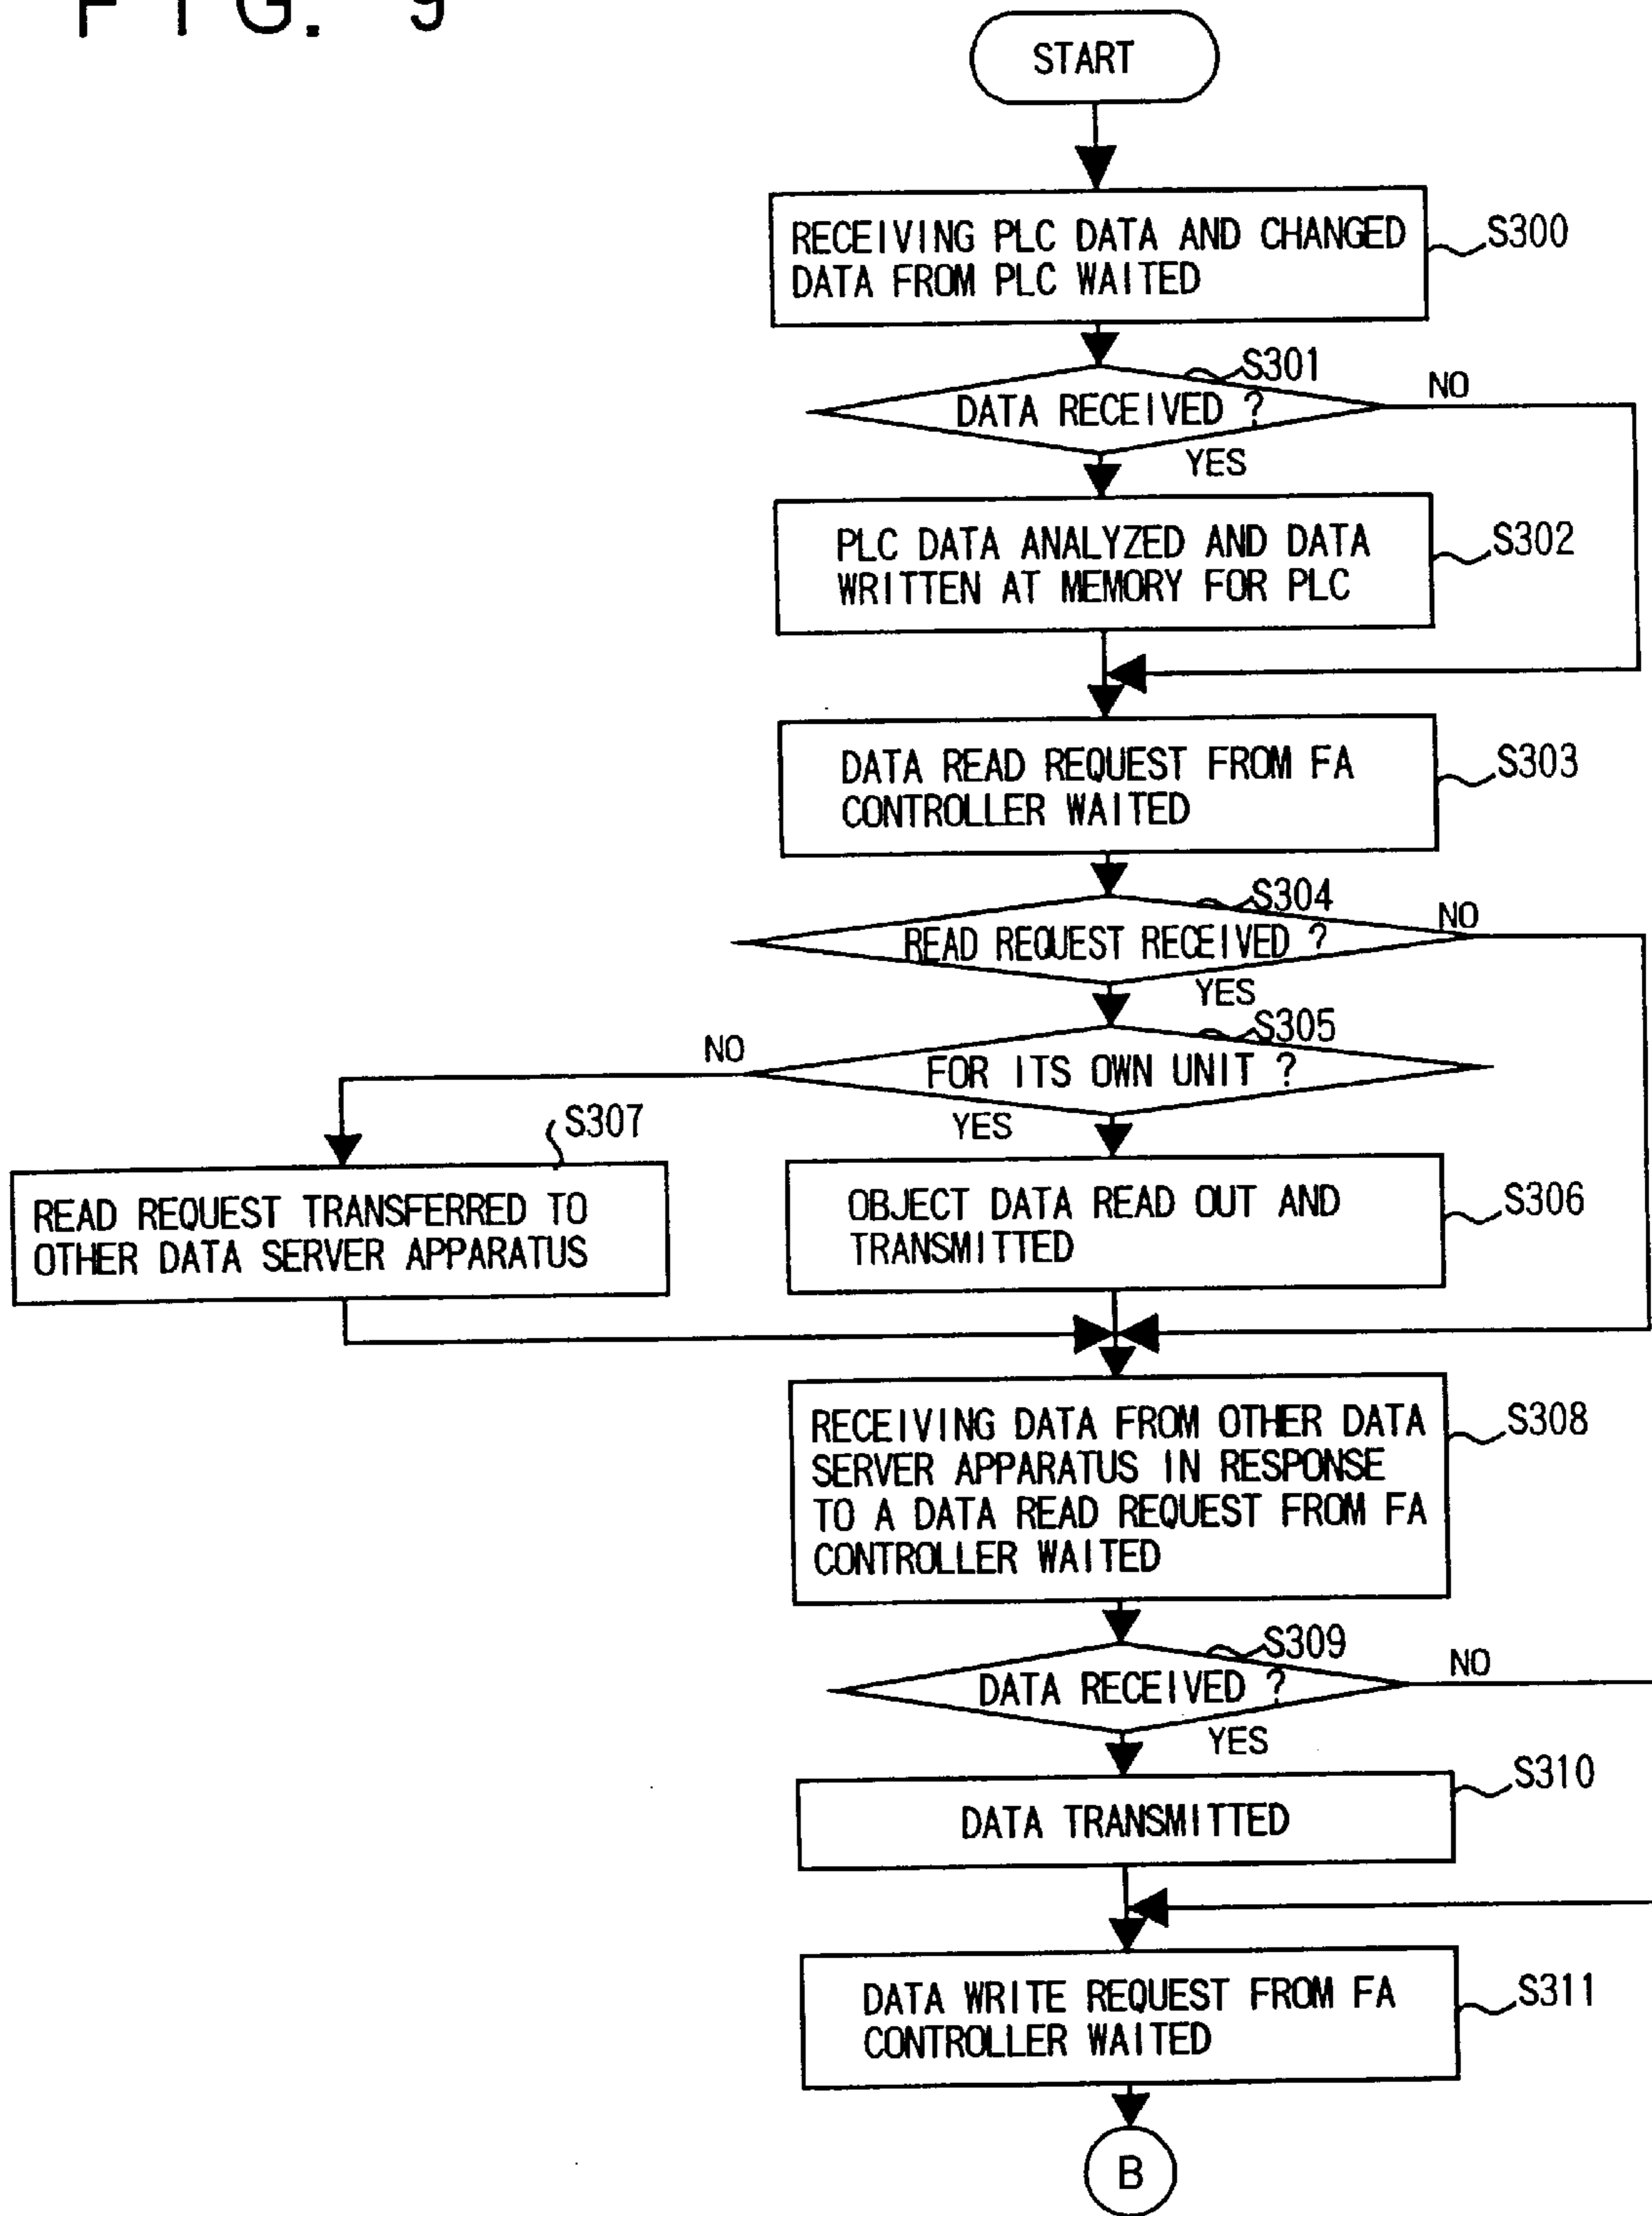 FIG. 9
START
RECEIVING PLC DATA AND CHANGED
DATA FROM PLC WAITED
S300
S301
DATA RECEIVED ?
NO
YES
PLC DATA ANALYZED AND DATA
WRITTEN AT MEMORY FOR PLC
S302
DATA READ REQUEST FROM FA
CONTROLLER WAITED
S303
S304
READ REQUEST RECEIVED ?
NO
YES
S305
FOR ITS OWN UNIT ?
NO
YES
S307
READ REQUEST TRANSFERRED TO
OTHER DATA SERVER APPARATUS
OBJECT DATA READ OUT AND
TRANSMITTED
S306
RECEIVING DATA FROM OTHER DATA
SERVER APPARATUS IN RESPONSE
TO A DATA READ REQUEST FROM FA
CONTROLLER WAITED
S308
S309
DATA RECEIVED ?
NO
YES
S310
DATA TRANSMITTED
DATA WRITE REQUEST FROM FA
CONTROLLER WAITED
S311
B